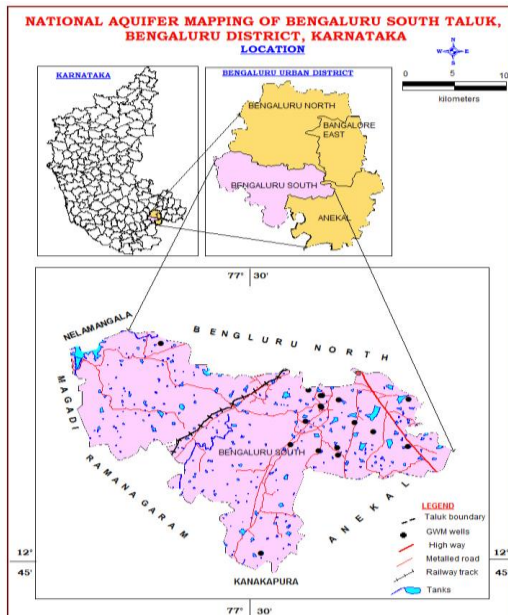 NATIONAL AQUIFER MAPPING OF BENGALURU SOUTH TALUK,
BENGALURU DISTRICT, KARNATAKA
LOCATION
N
W E
S
KARNATAKA
BENGALURU URBAN DISTRICT
0 5 10
kilometers
BENGALURU NORTH
BANGALORE
EAST
BENGALURU SOUTH
ANEKAL
77° 30'
NELAMANGALA
BENGLURU NORTH
MAGADI
RAMANAGARAM
BENGALURU SOUTH
ANEKAL
KANAKAPURA
LEGEND
Taluk boundary
GWM wells
High way
Metalled road
Railway track
Tanks
12°
45'
12°
45'
77° 30'